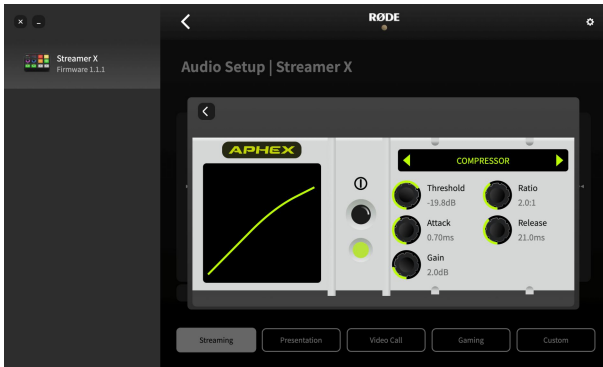 RØDE
Streamer X
Firmware 1.1.1
Audio Setup | Streamer X
APHEX
COMPRESSOR
Threshold
-19.8dB
Ratio
2.0:1
Attack
0.70ms
Release
21.0ms
Gain
2.0dB
Streaming
Presentation
Video Call
Gaming
Custom